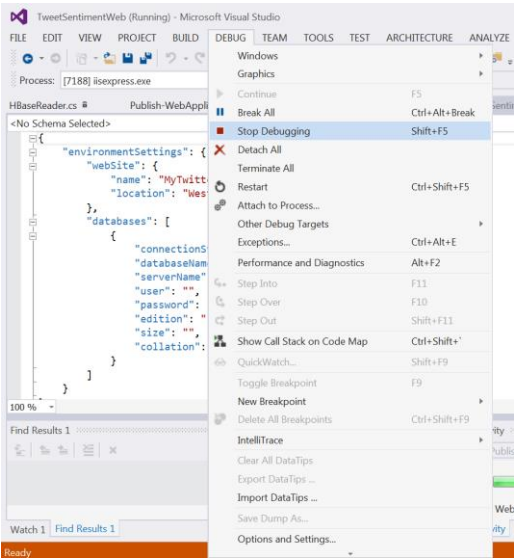 TweetSentimentWeb (Running) - Microsoft Visual Studio
FILE EDIT VIEW PROJECT BUILD DEBUG TEAM TOOLS TEST ARCHITECTURE ANALYZE
Process: [7188] iisexpress.exe
HBaseReader.cs Publish-WebAppli
<No Schema Selected>
{
"environmentSettings": {
"webSite": {
"name": "MyTwitt
"location": "Wes
},
"databases": [
{
"connectionSt
"databaseNam
"serverName"
"user": "",
"password":
"edition": "
"size": "",
"collation":
}
]
}
100 %
Find Results 1
Watch 1 Find Results 1
Ready
Windows
Graphics
Continue F5
Break All Ctrl+Alt+Break
Stop Debugging Shift+F5
Detach All
Terminate All
Restart Ctrl+Shift+F5
Attach to Process...
Other Debug Targets
Exceptions... Ctrl+Alt+E
Performance and Diagnostics Alt+F2
Step Into F11
Step Over F10
Step Out Shift+F11
Show Call Stack on Code Map Ctrl+Shift+`
QuickWatch... Shift+F9
Toggle Breakpoint F9
New Breakpoint
Delete All Breakpoints Ctrl+Shift+F9
IntelliTrace
Clear All DataTips
Export DataTips ...
Import DataTips ...
Save Dump As...
Options and Settings...
Web